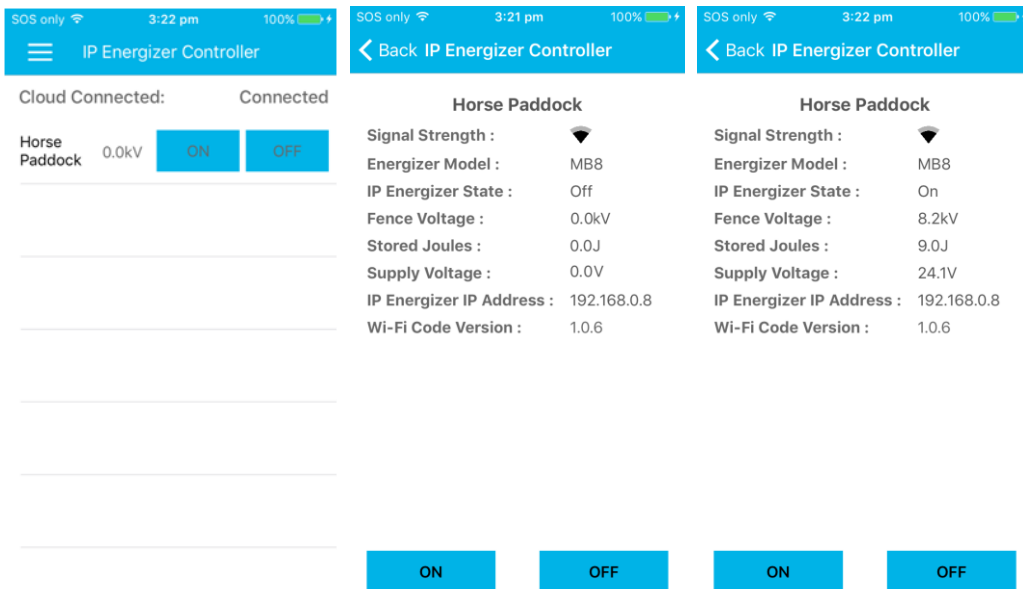 SOS only 3:22 pm 100%
IP Energizer Controller
Cloud Connected: Connected
Horse
Paddock 0.0kV ON OFF
SOS only 3:21 pm 100%
Back IP Energizer Controller
Horse Paddock
Signal Strength :
Energizer Model : MB8
IP Energizer State : Off
Fence Voltage : 0.0kV
Stored Joules : 0.0J
Supply Voltage : 0.0V
IP Energizer IP Address : 192.168.0.8
Wi-Fi Code Version : 1.0.6
ON OFF
SOS only 3:22 pm 100%
Back IP Energizer Controller
Horse Paddock
Signal Strength :
Energizer Model : MB8
IP Energizer State : On
Fence Voltage : 8.2kV
Stored Joules : 9.0J
Supply Voltage : 24.1V
IP Energizer IP Address : 192.168.0.8
Wi-Fi Code Version : 1.0.6
ON OFF